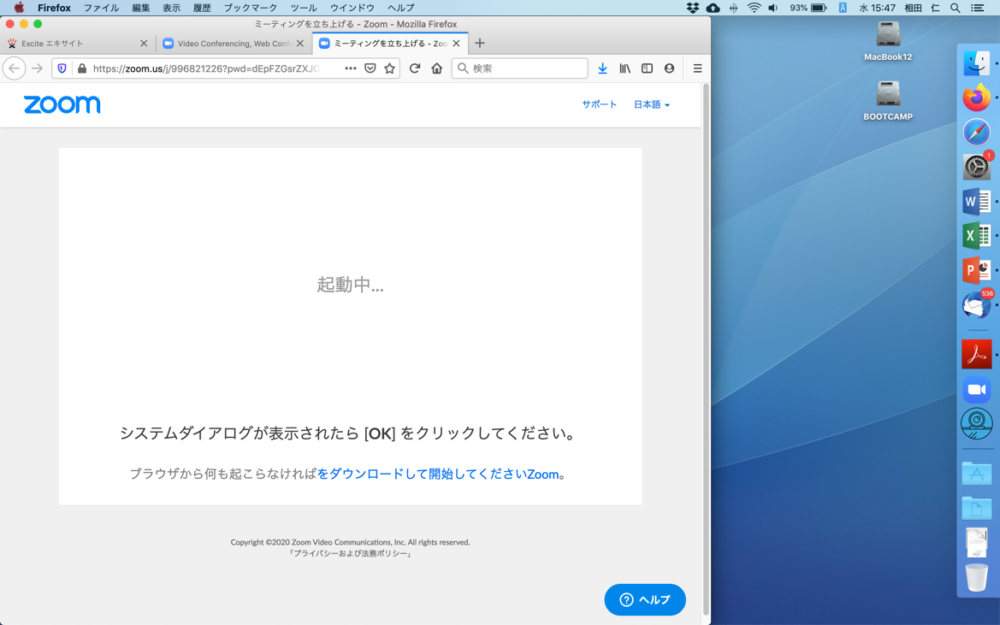 Firefox ファイル 編集 表示 履歴 ブックマーク ツール ウインドウ ヘルプ 93% A 水 15:47 相田 仁
ミーティングを立ち上げる - Zoom - Mozilla Firefox
Excite エキサイト
Video Conferencing, Web Conf
ミーティングを立ち上げる - Zoo
https://zoom.us/j/996821226?pwd=dEpFZGsrZXJ
検索
zoom
サポート 日本語
起動中...
システムダイアログが表示されたら [OK] をクリックしてください。
ブラウザから何も起こらなければをダウンロードして開始してくださいZoom。
Copyright ©2020 Zoom Video Communications, Inc. All rights reserved.
「プライバシーおよび法務ポリシー」
? ヘルプ
MacBook12
BOOTCAMP
1
W
X
P
536
PDF